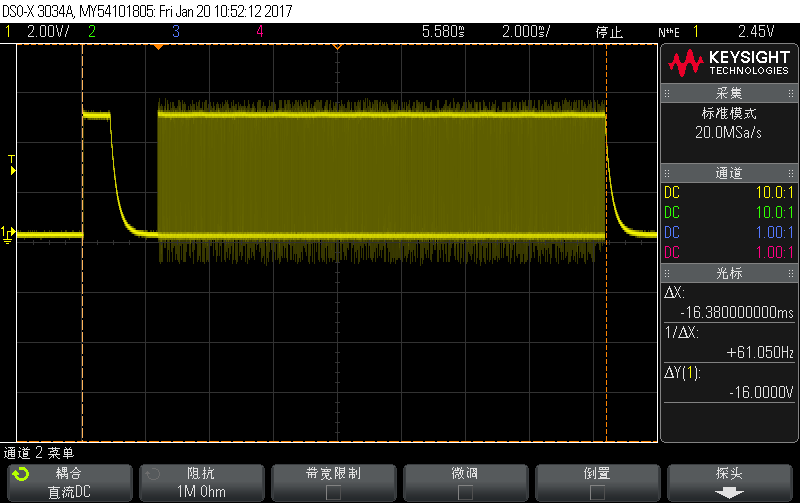 DSO-X 3034A, MY54101805: Fri Jan 20 10:52:12 2017
1 2.00V/ 2 3 4 5.580ms 2.000ms/ 停止 NthE 1 2.45V
KEYSIGHT
TECHNOLOGIES
采集
标准模式
20.0MSa/s
通道
DC 10.0:1
DC 10.0:1
DC 1.00:1
DC 1.00:1
光标
ΔX:
-16.380000000ms
1/ΔX:
+61.050Hz
ΔY(1):
-16.0000V
T
1
通道 2 菜单
耦合
直流DC
阻抗
1M Ohm
带宽限制
微调
倒置
探头